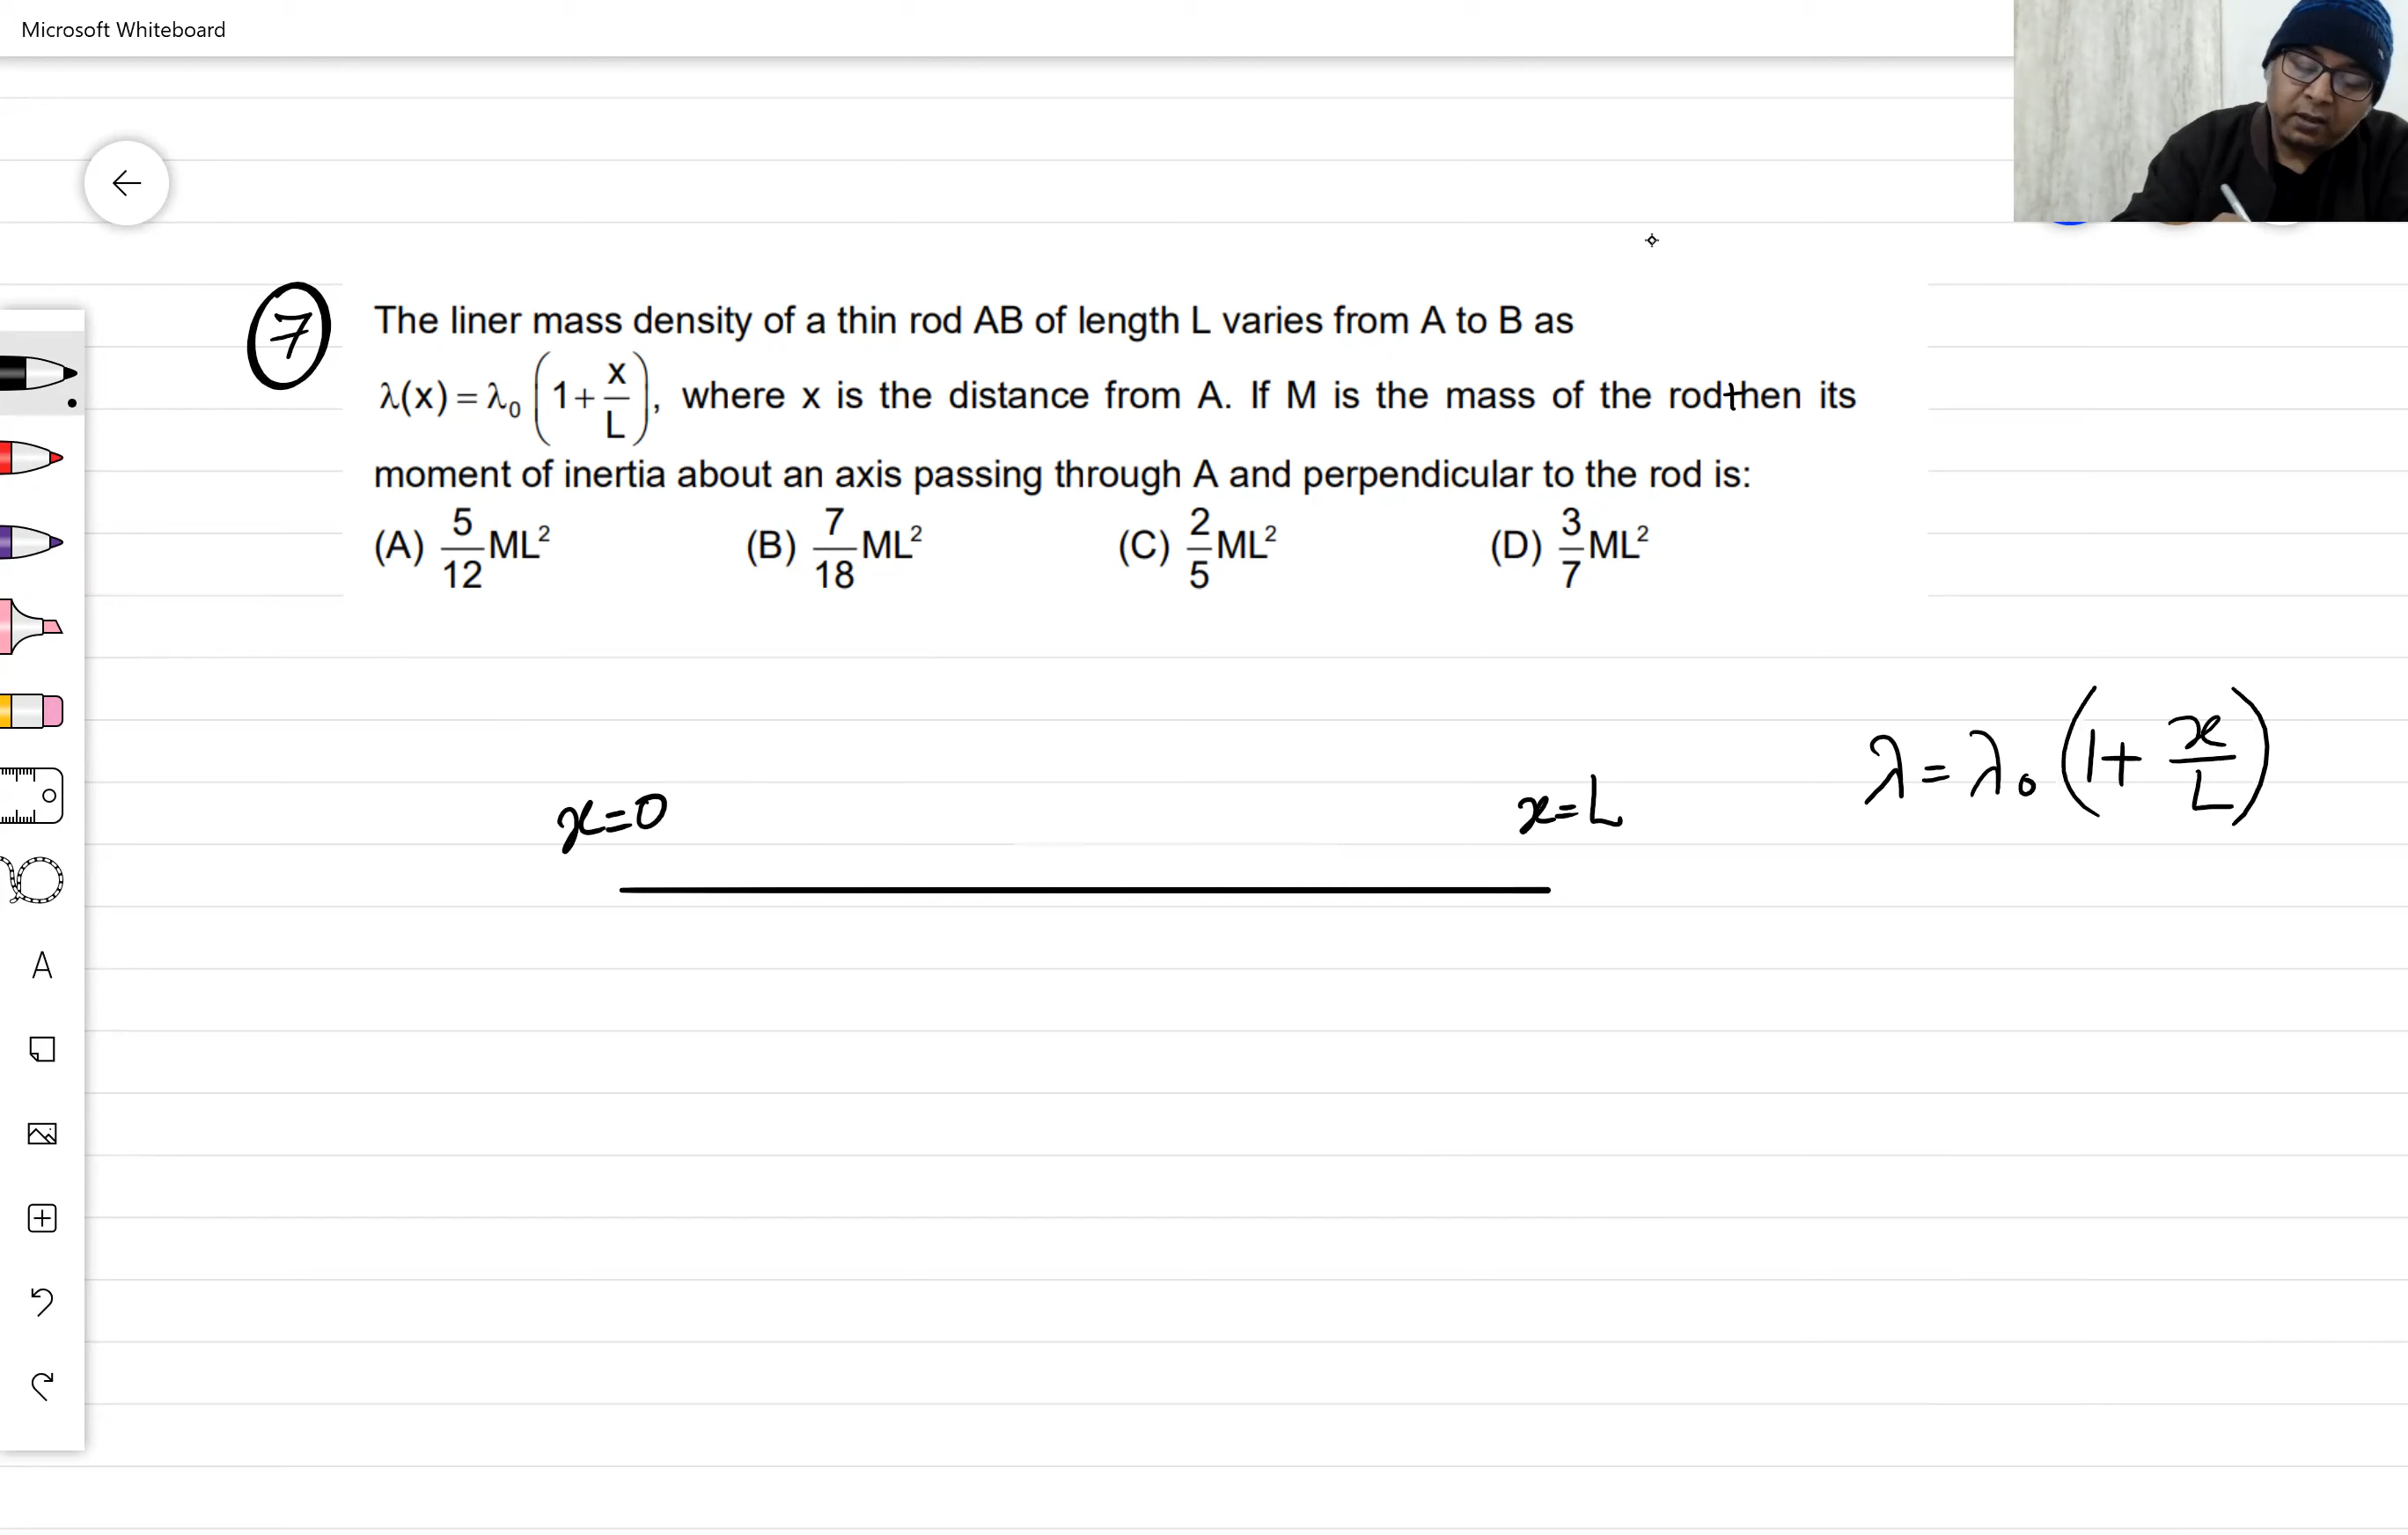 Microsoft Whiteboard
7 The liner mass density of a thin rod AB of length L varies from A to B as
λ(x) = λ₀ (1 + x/L), where x is the distance from A. If M is the mass of the rod then its
moment of inertia about an axis passing through A and perpendicular to the rod is:
(A) 5/12 ML² (B) 7/18 ML² (C) 2/5 ML² (D) 3/7 ML²
λ = λ₀ (1 + x/L)
x=0 x=L
A